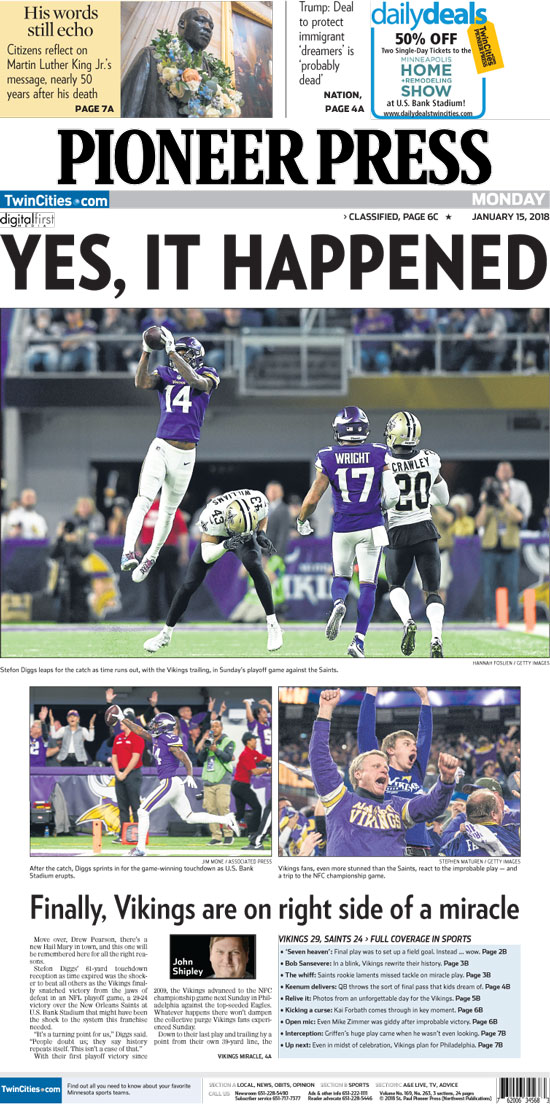 His words
still echo
Citizens reflect on
Martin Luther King Jr.'s
message, nearly 50
years after his death
PAGE 7A
Trump: Deal
to protect
immigrant
'dreamers' is
'probably
dead'
NATION,
PAGE 4A
dailydeals
50% OFF
Two Single-Day Tickets to the
MINNEAPOLIS
HOME
+REMODELING
SHOW
at U.S. Bank Stadium!
www.dailydealstwincities.com
TwinCities
PIONEER PRESS
PIONEER PRESS
TwinCities.com
MONDAY
digitalfirst
MEDIA
> CLASSIFIED, PAGE 6C ★ JANUARY 15, 2018
YES, IT HAPPENED
14
WILLIAMS
43
WRIGHT
17
CRAWLEY
20
HANNAH FOSLIEN / GETTY IMAGES
Stefon Diggs leaps for the catch as time runs out, with the Vikings trailing, in Sunday's playoff game against the Saints.
JIM MONE / ASSOCIATED PRESS
After the catch, Diggs sprints in for the game-winning touchdown as U.S. Bank
Stadium erupts.
VIKINGS
STEPHEN MATUREN / GETTY IMAGES
Vikings fans, even more stunned than the Saints, react to the improbable play — and
a trip to the NFC championship game.
Finally, Vikings are on right side of a miracle
Move over, Drew Pearson, there's
a new Hail Mary in town, and this one will
be remembered here for all the right rea-
sons.
Stefon Diggs' 61-yard touchdown
reception as time expired was the shock-
er to beat all others as the Vikings final-
ly snatched victory from the jaws of
defeat in an NFL playoff game, a 29-24
victory over the New Orleans Saints at
U.S. Bank Stadium that might have been
the shock to the system this franchise
needed.
"It's a turning point for us," Diggs said.
"People doubt us; they say history
repeats itself. This isn't a case of that."
With their first playoff victory since
John
Shipley
2009, the Vikings advanced to the NFC
championship game next Sunday in Phil-
adelphia against the top-seeded Eagles.
Whatever happens there won't dampen
the collective purge Vikings fans experi-
enced Sunday.
Down to their last play and trailing by a
point from their own 39-yard line, the
VIKINGS MIRACLE, 4A
VIKINGS 29, SAINTS 24 > FULL COVERAGE IN SPORTS
• 'Seven heaven': Final play was to set up a field goal. Instead ... wow. Page 2B
• Bob Sansevere: In a blink, Vikings rewrite their history. Page 3B
• The whiff: Saints rookie laments missed tackle on miracle play. Page 3B
• Keenum delivers: QB throws the sort of final pass that kids dream of. Page 4B
• Relive it: Photos from an unforgettable day for the Vikings. Page 5B
• Kicking a curse: Kai Forbath comes through in key moment. Page 6B
• Open mic: Even Mike Zimmer was giddy after improbable victory. Page 6B
• Interception: Griffen's huge play came when he wasn't even looking. Page 7B
• Up next: Even in midst of celebration, Vikings plan for Philadelphia. Page 7B
TwinCities.com
Find out all you need to know about your favorite
Minnesota sports teams.
SECTION A LOCAL, NEWS, OBITS, OPINION SECTION B SPORTS SECTION C A&E LIVE, TV, ADVICE
CALL US: Newsroom 651-228-5490
Subscriber service 651-717-7377
Ads & other info 651-222-1111
Reader advocate 651-228-5446
Volume No. 169, No. 263, 3 sections, 24 pages
© 2018 St. Paul Pioneer Press (Northwest Publications)